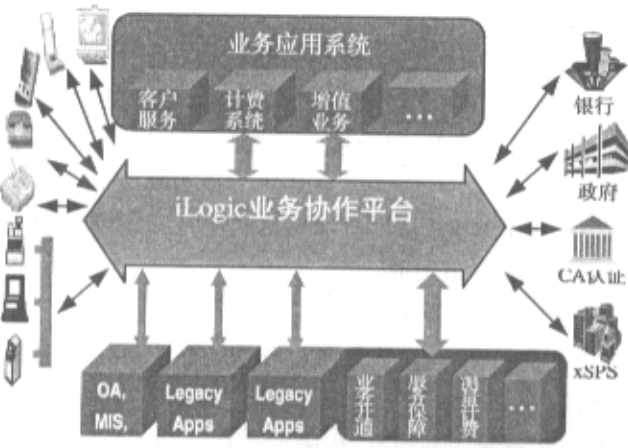 业务应用系统
客户
服务
计费
系统
增值
业务
...
银行
政府
iLogic业务协作平台
CA认证
xSPS
OA,
MIS,
Legacy
Apps
Legacy
Apps
业务开通
服务保障
计费
...